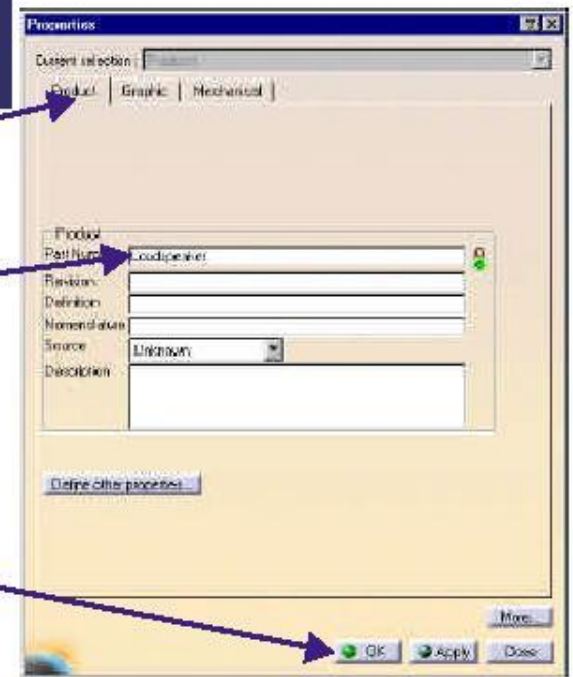 Properties
Current selection : Product1
Product Graphic Mechanical
Product
Part Number Loudspeaker
Revision
Definition
Nomenclature
Source Unknown
Description
Define other properties...
More...
OK Apply Close